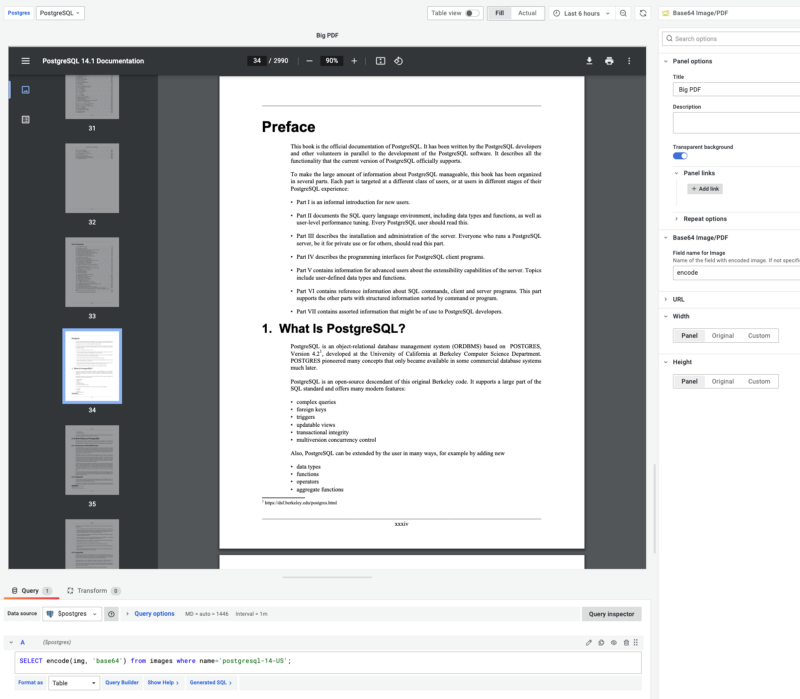 Postgres
PostgreSQL
Table view
Fill
Actual
Last 6 hours
Base64 Image/PDF
Big PDF
Search options
PostgreSQL 14.1 Documentation
34 / 2990
90%
Panel options
Title
Big PDF
Description
Transparent background
Panel links
+ Add link
Repeat options
Base64 Image/PDF
Field name for Image
Name of the field with encoded image. If not specifie
encode
URL
Width
Panel
Original
Custom
Height
Panel
Original
Custom
31
32
33
34
35
Preface
This book is the official documentation of PostgreSQL. It has been written by the PostgreSQL developers
and other volunteers in parallel to the development of the PostgreSQL software. It describes all the
functionality that the current version of PostgreSQL officially supports.
To make the large amount of information about PostgreSQL manageable, this book has been organized
in several parts. Each part is targeted at a different class of users, or at users in different stages of their
PostgreSQL experience:
• Part I is an informal introduction for new users.
• Part II documents the SQL query language environment, including data types and functions, as well as
user-level performance tuning. Every PostgreSQL user should read this.
• Part III describes the installation and administration of the server. Everyone who runs a PostgreSQL
server, be it for private use or for others, should read this part.
• Part IV describes the programming interfaces for PostgreSQL client programs.
• Part V contains information for advanced users about the extensibility capabilities of the server. Topics
include user-defined data types and functions.
• Part VI contains reference information about SQL commands, client and server programs. This part
supports the other parts with structured information sorted by command or program.
• Part VII contains assorted information that might be of use to PostgreSQL developers.
1. What Is PostgreSQL?
PostgreSQL is an object-relational database management system (ORDBMS) based on POSTGRES,
Version 4.2¹, developed at the University of California at Berkeley Computer Science Department.
POSTGRES pioneered many concepts that only became available in some commercial database systems
much later.
PostgreSQL is an open-source descendant of this original Berkeley code. It supports a large part of the
SQL standard and offers many modern features:
• complex queries
• foreign keys
• triggers
• updatable views
• transactional integrity
• multiversion concurrency control
Also, PostgreSQL can be extended by the user in many ways, for example by adding new
• data types
• functions
• operators
• aggregate functions
¹ https://dsf.berkeley.edu/postgres.html
xxxiv
Query 1
Transform 0
Data source
$postgres
Query options
MD = auto = 1446
Interval = 1m
Query inspector
A
($postgres)
SELECT encode(img, 'base64') from images where name='postgresql-14-US';
Format as
Table
Query Builder
Show Help >
Generated SQL >